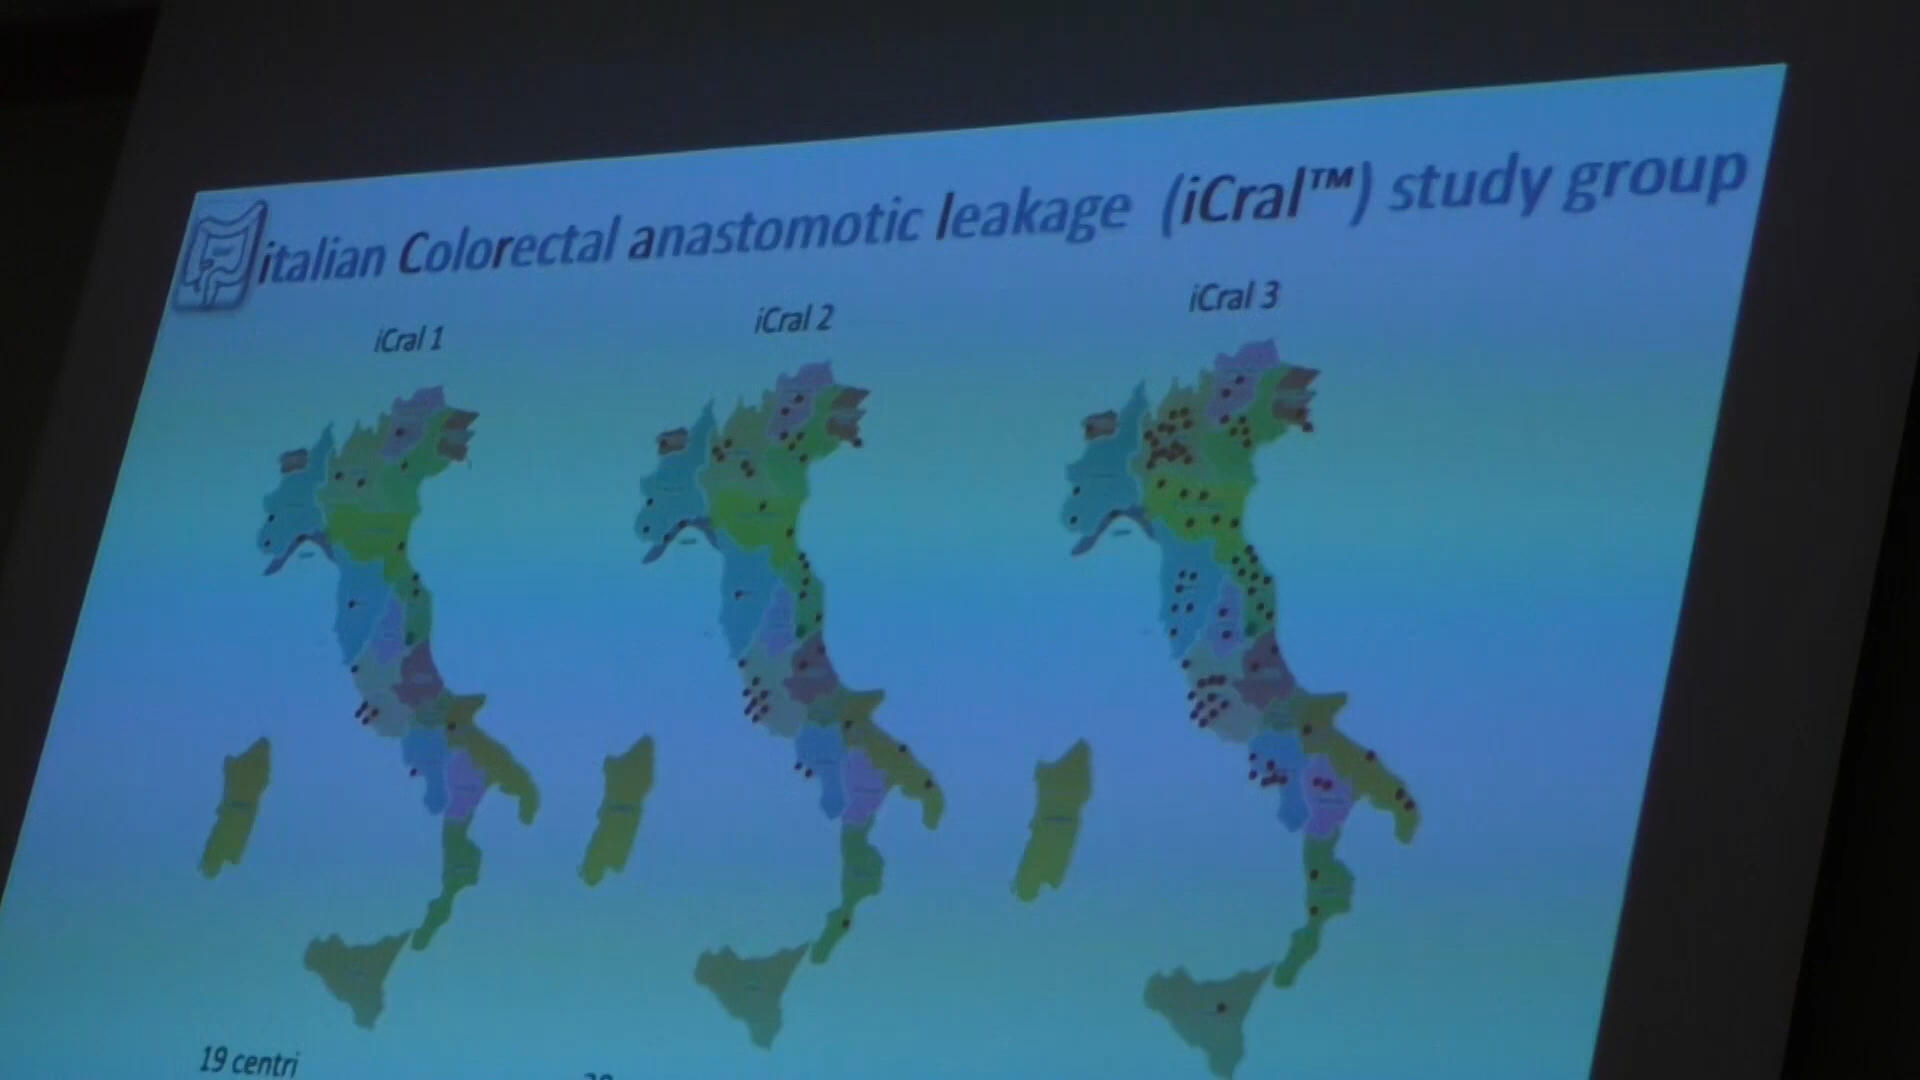 italian Colorectal anastomotic leakage (iCral™) study group
iCral 1
iCral 2
iCral 3
19 centri